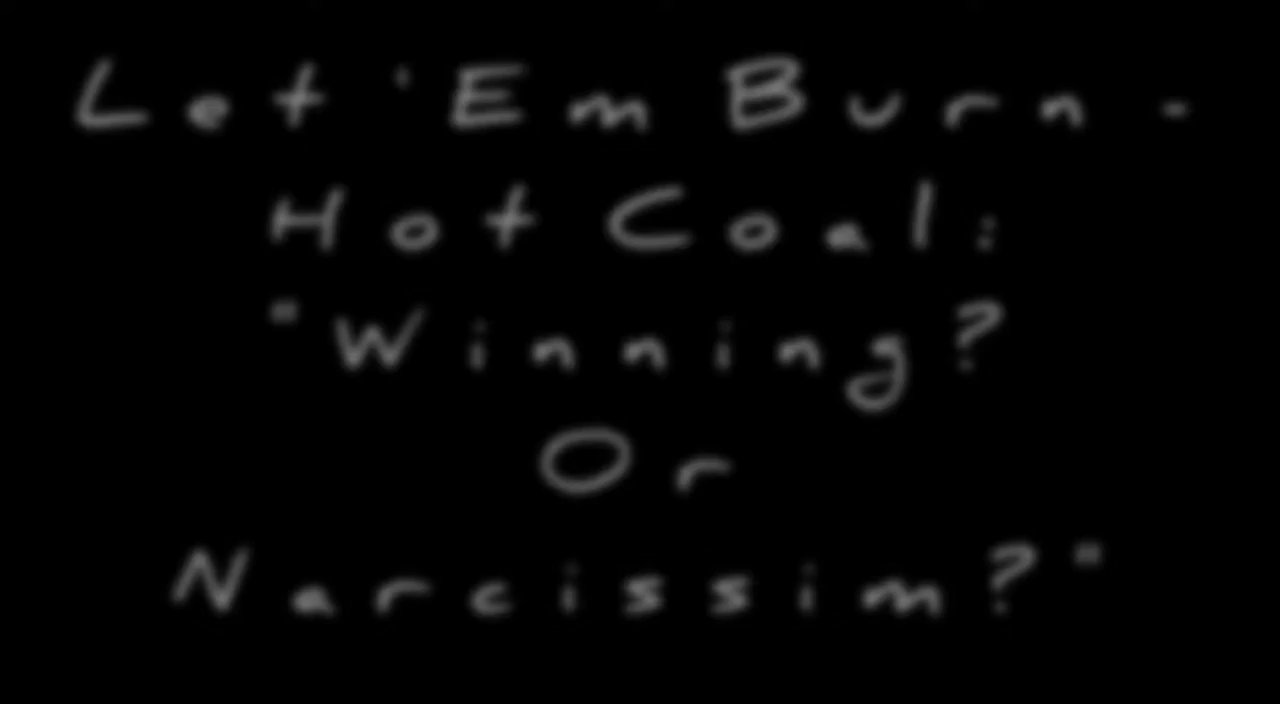 Let 'Em Burn -
Hot Coal:
"Winning?
Or
Narcissim?"